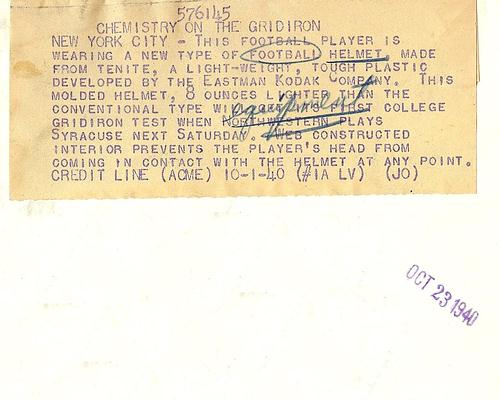 576145
CHEMISTRY ON THE GRIDIRON
NEW YORK CITY - THIS FOOTBALL PLAYER IS
WEARING A NEW TYPE OF FOOTBALL HELMET, MADE
FROM TENITE, A LIGHT-WEIGHT, TOUGH PLASTIC
DEVELOPED BY THE EASTMAN KODAK COMPANY. THIS
MOLDED HELMET, 8 OUNCES LIGHTER THAN THE
CONVENTIONAL TYPE FIRST COLLEGE
equipment
GRIDIRON TEST WHEN NORTHWESTERN PLAYS
SYRACUSE NEXT SATURDAY. WEB CONSTRUCTED
INTERIOR PREVENTS THE PLAYER'S HEAD FROM
COMING IN CONTACT WITH THE HELMET AT ANY POINT.
CREDIT LINE (ACME) 10-1-40 (#1A LV) (JO)
OCT 23 1940